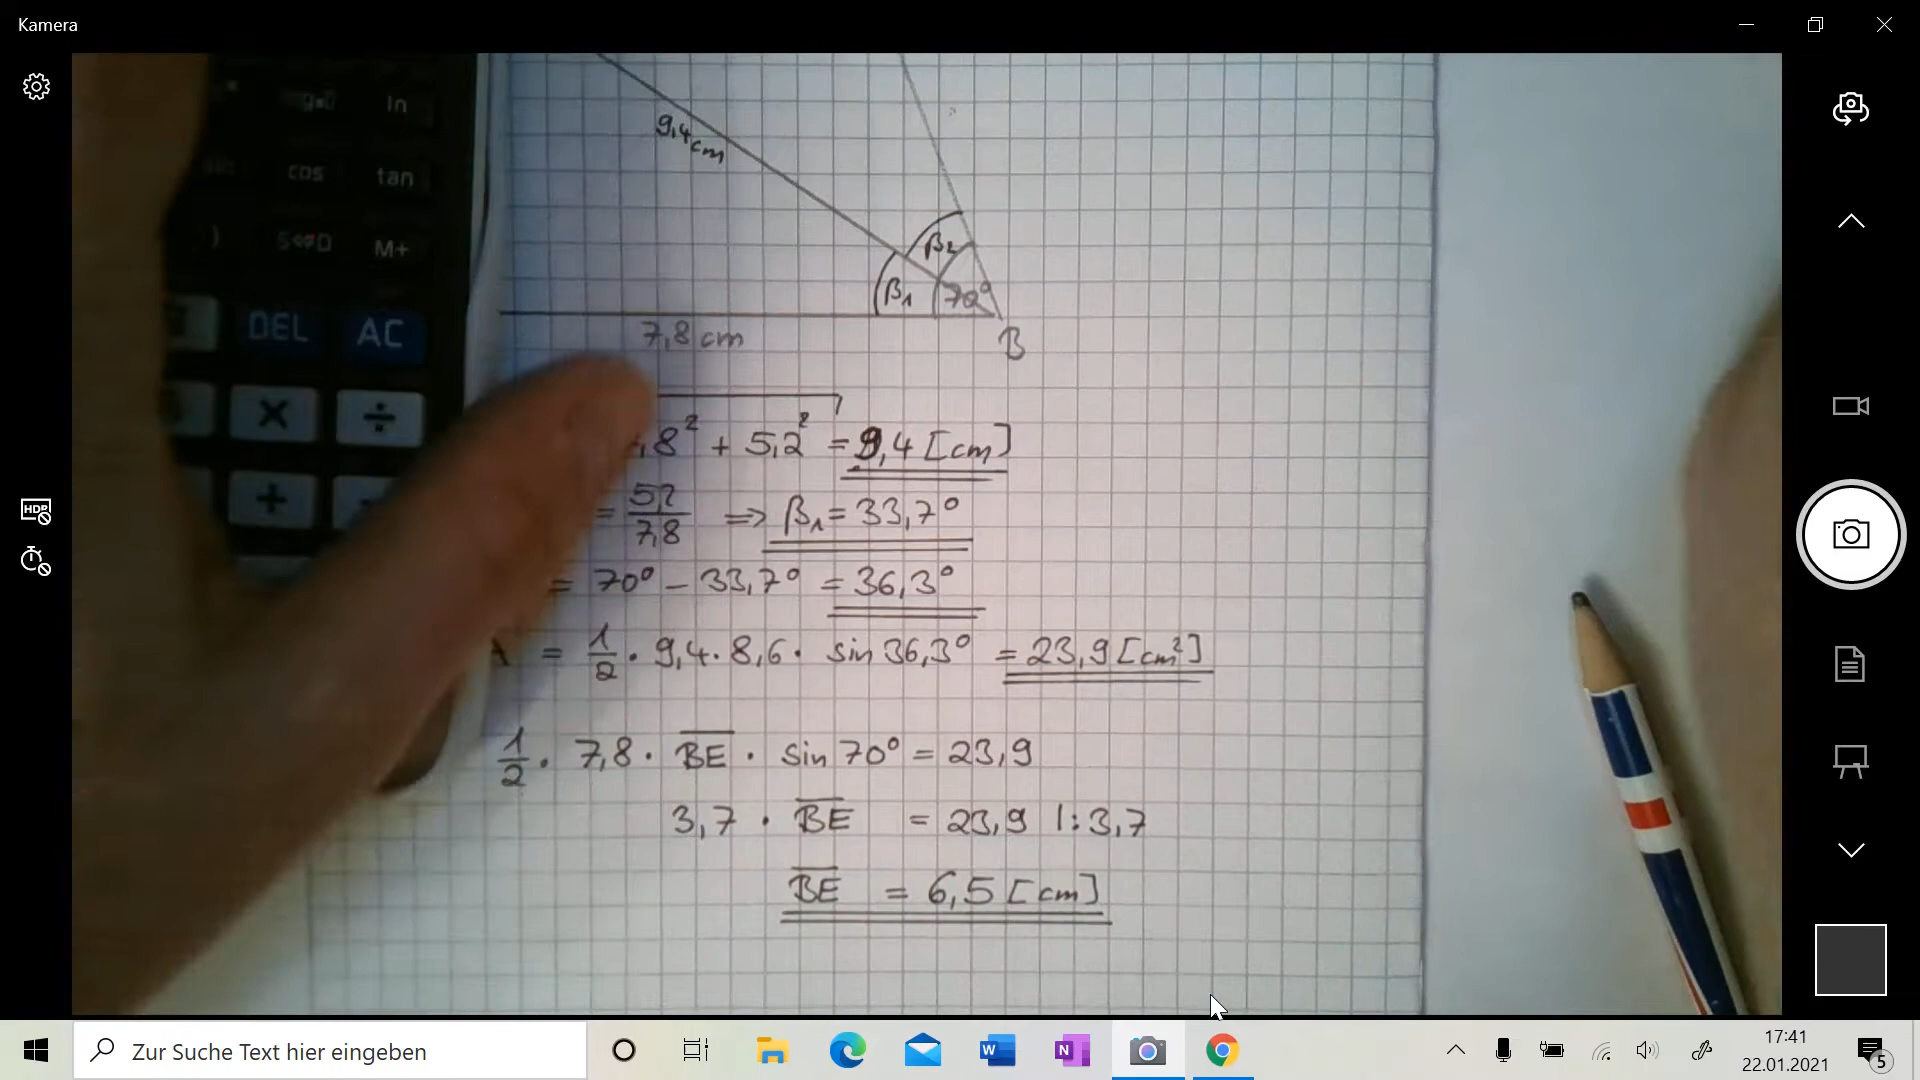 Kamera
ln
cos
tan
)
S⇔D
M+
DEL
AC
×
÷
+
9,4 cm
β₂
β₁
70°
7,8 cm
B
,8² + 5,2² = 9,4 [cm]
= 5,2/7,8 ⇒ β₁ = 33,7°
= 70° − 33,7° = 36,3°
A = 1/2 · 9,4 · 8,6 · sin 36,3° = 23,9 [cm²]
1/2 · 7,8 · BE · sin 70° = 23,9
3,7 · BE = 23,9 |: 3,7
BE = 6,5 [cm]
HDR
Zur Suche Text hier eingeben
W
N
17:41
22.01.2021
5